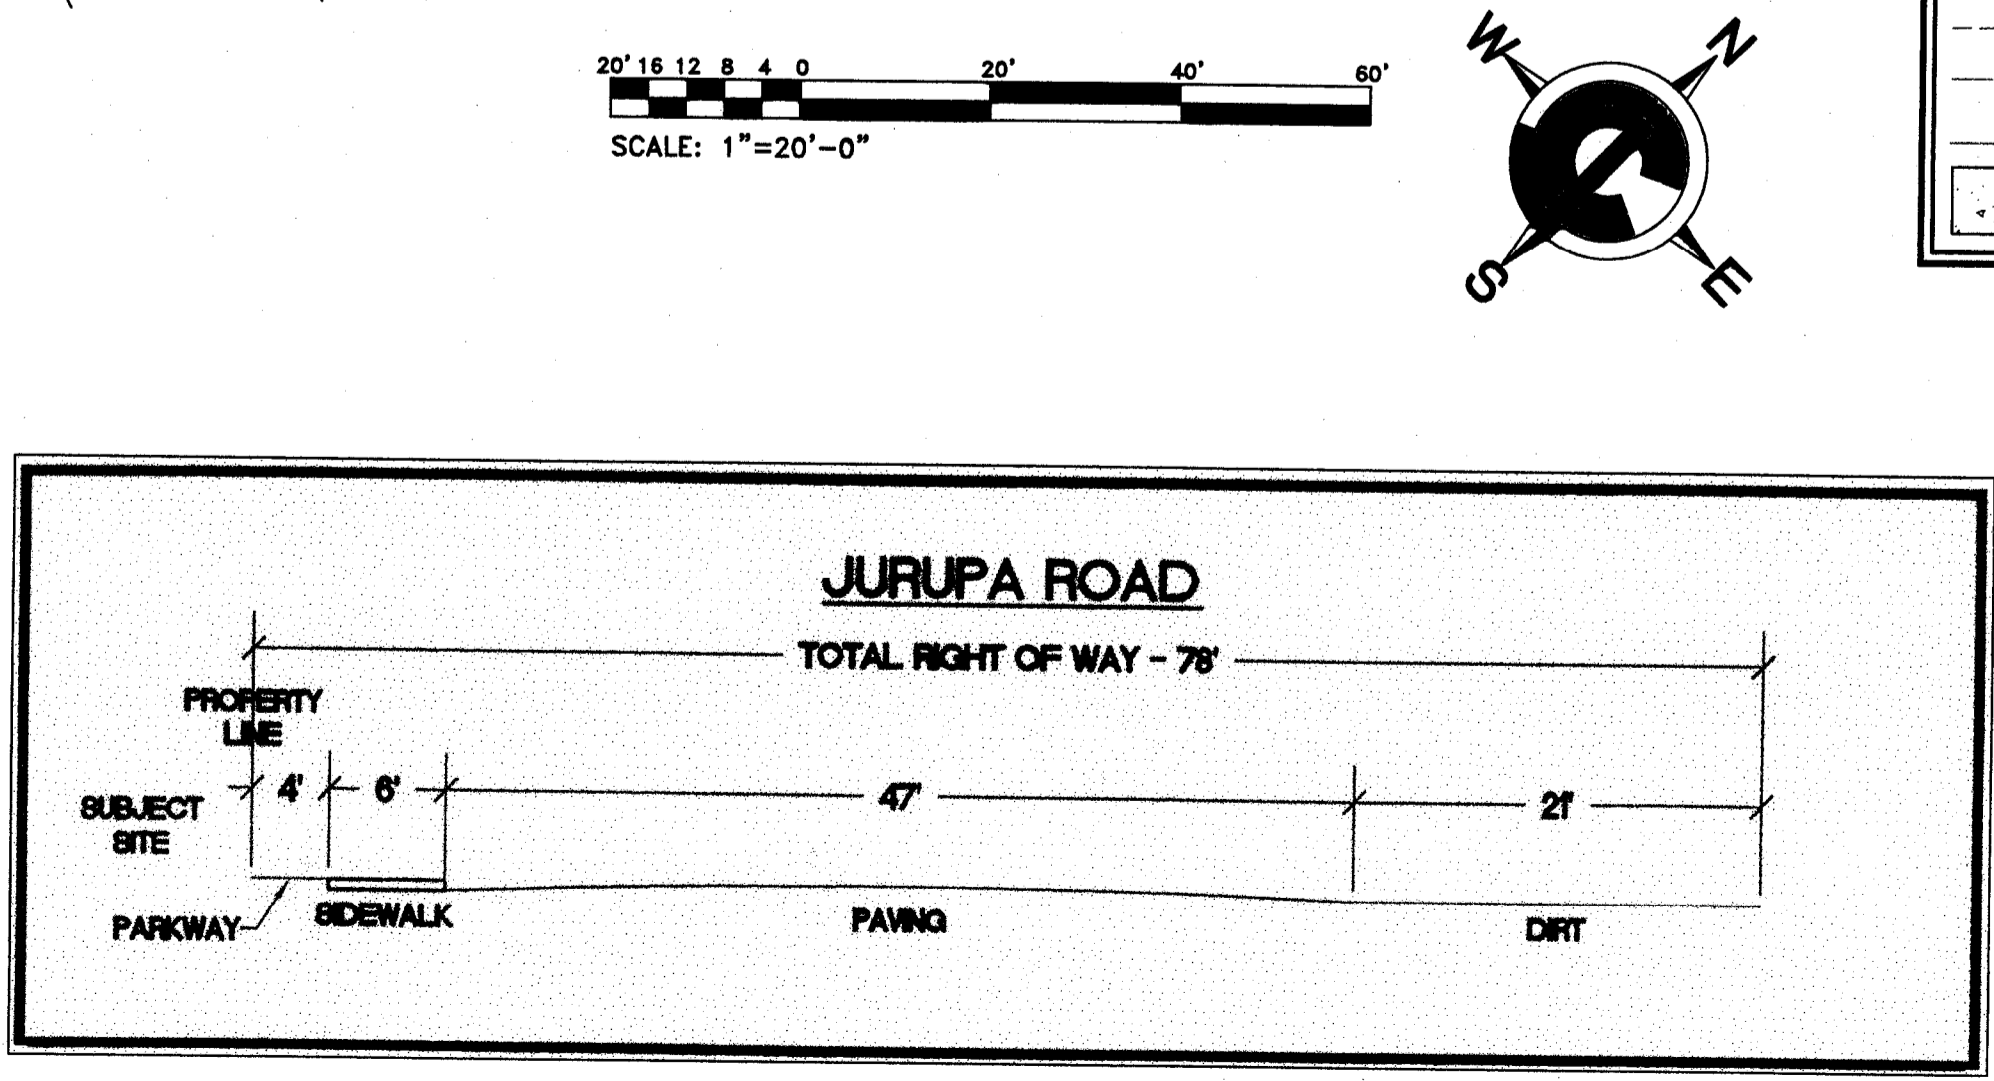 20' 16 12 8 4 0 20' 40' 60'
SCALE: 1"=20'-0"
W N
S E
JURUPA ROAD
TOTAL RIGHT OF WAY - 78'
PROPERTY
LINE
4' 6' 47' 21'
SUBJECT
SITE
PARKWAY SIDEWALK PAVING DIRT